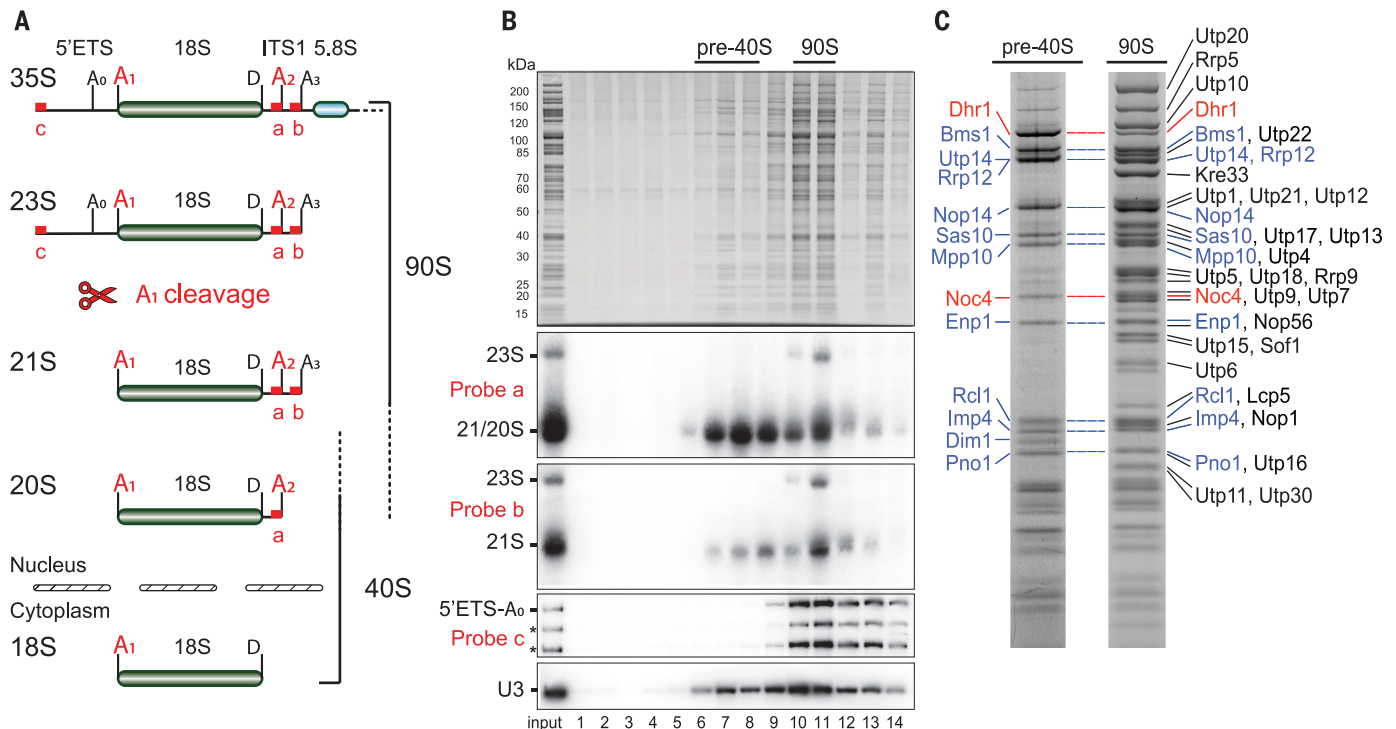 A
5'ETS 18S ITS1 5.8S
35S A0 A1 D A2 A3
c a b
23S A0 A1 18S D A2 A3
c a b
90S
A1 cleavage
21S A1 18S D A2 A3
a b
20S A1 18S D A2
a
Nucleus
40S
Cytoplasm
18S A1 18S D
B
pre-40S 90S
kDa
200
150
120
100
85
70
60
50
40
30
25
20
15
23S
Probe a
21/20S
23S
Probe b
21S
5'ETS-A0
* Probe c
*
U3
input 1 2 3 4 5 6 7 8 9 10 11 12 13 14
C
pre-40S 90S
Dhr1
Bms1
Utp14
Rrp12
Nop14
Sas10
Mpp10
Noc4
Enp1
Rcl1
Imp4
Dim1
Pno1
Utp20
Rrp5
Utp10
Dhr1
Bms1, Utp22
Utp14, Rrp12
Kre33
Utp1, Utp21, Utp12
Nop14
Sas10, Utp17, Utp13
Mpp10, Utp4
Utp5, Utp18, Rrp9
Noc4, Utp9, Utp7
Enp1, Nop56
Utp15, Sof1
Utp6
Rcl1, Lcp5
Imp4, Nop1
Pno1, Utp16
Utp11, Utp30